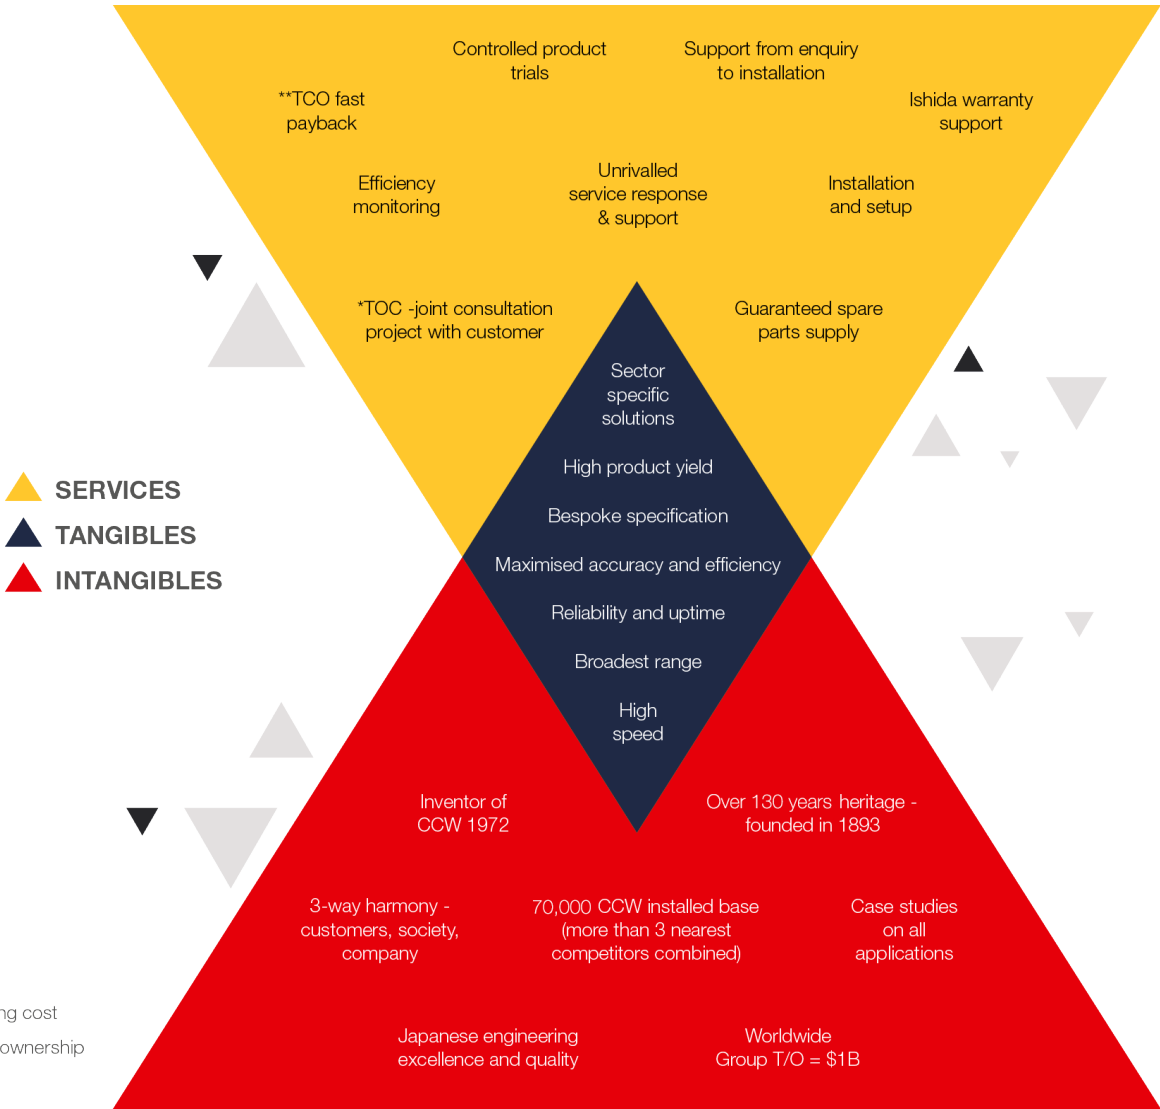 Controlled product
trials
Support from enquiry
to installation
**TCO fast
payback
Ishida warranty
support
Efficiency
monitoring
Unrivalled
service response
& support
Installation
and setup
*TOC -joint consultation
project with customer
Guaranteed spare
parts supply
Sector
specific
solutions
High product yield
Bespoke specification
Maximised accuracy and efficiency
Reliability and uptime
Broadest range
High
speed
SERVICES
TANGIBLES
INTANGIBLES
Inventor of
CCW 1972
Over 130 years heritage -
founded in 1893
3-way harmony -
customers, society,
company
70,000 CCW installed base
(more than 3 nearest
competitors combined)
Case studies
on all
applications
Japanese engineering
excellence and quality
Worldwide
Group T/O = $1B
cost
ownership